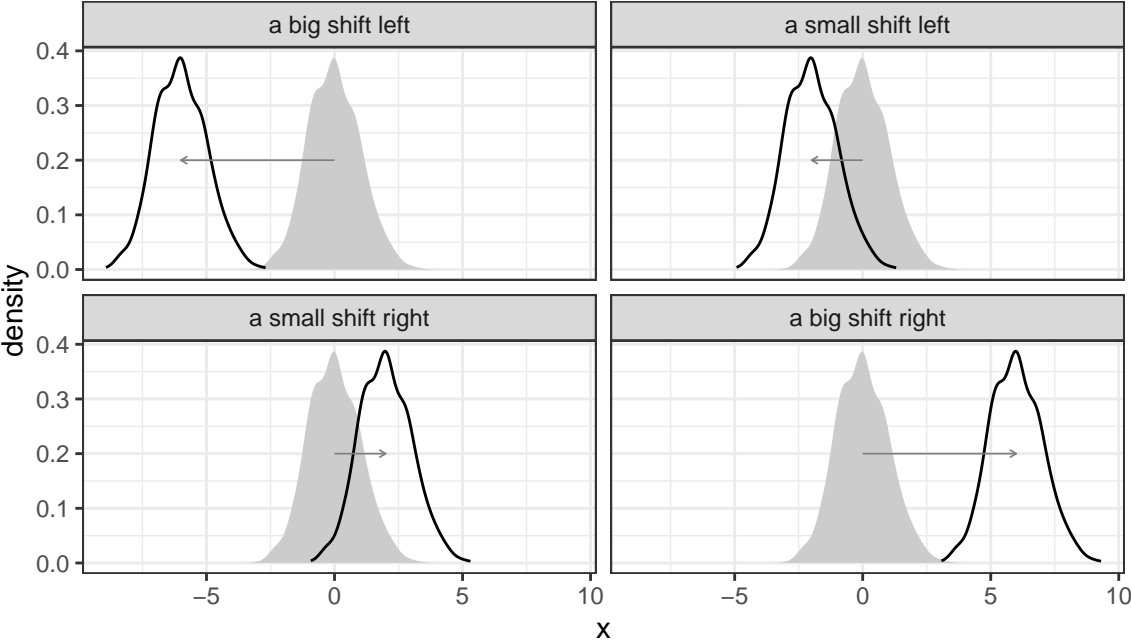 a big shift left
a small shift left
0.4
0.3
0.2
0.1
0.0
a small shift right
a big shift right
0.4
0.3
0.2
0.1
0.0
density
−5 0 5 10
−5 0 5 10
x